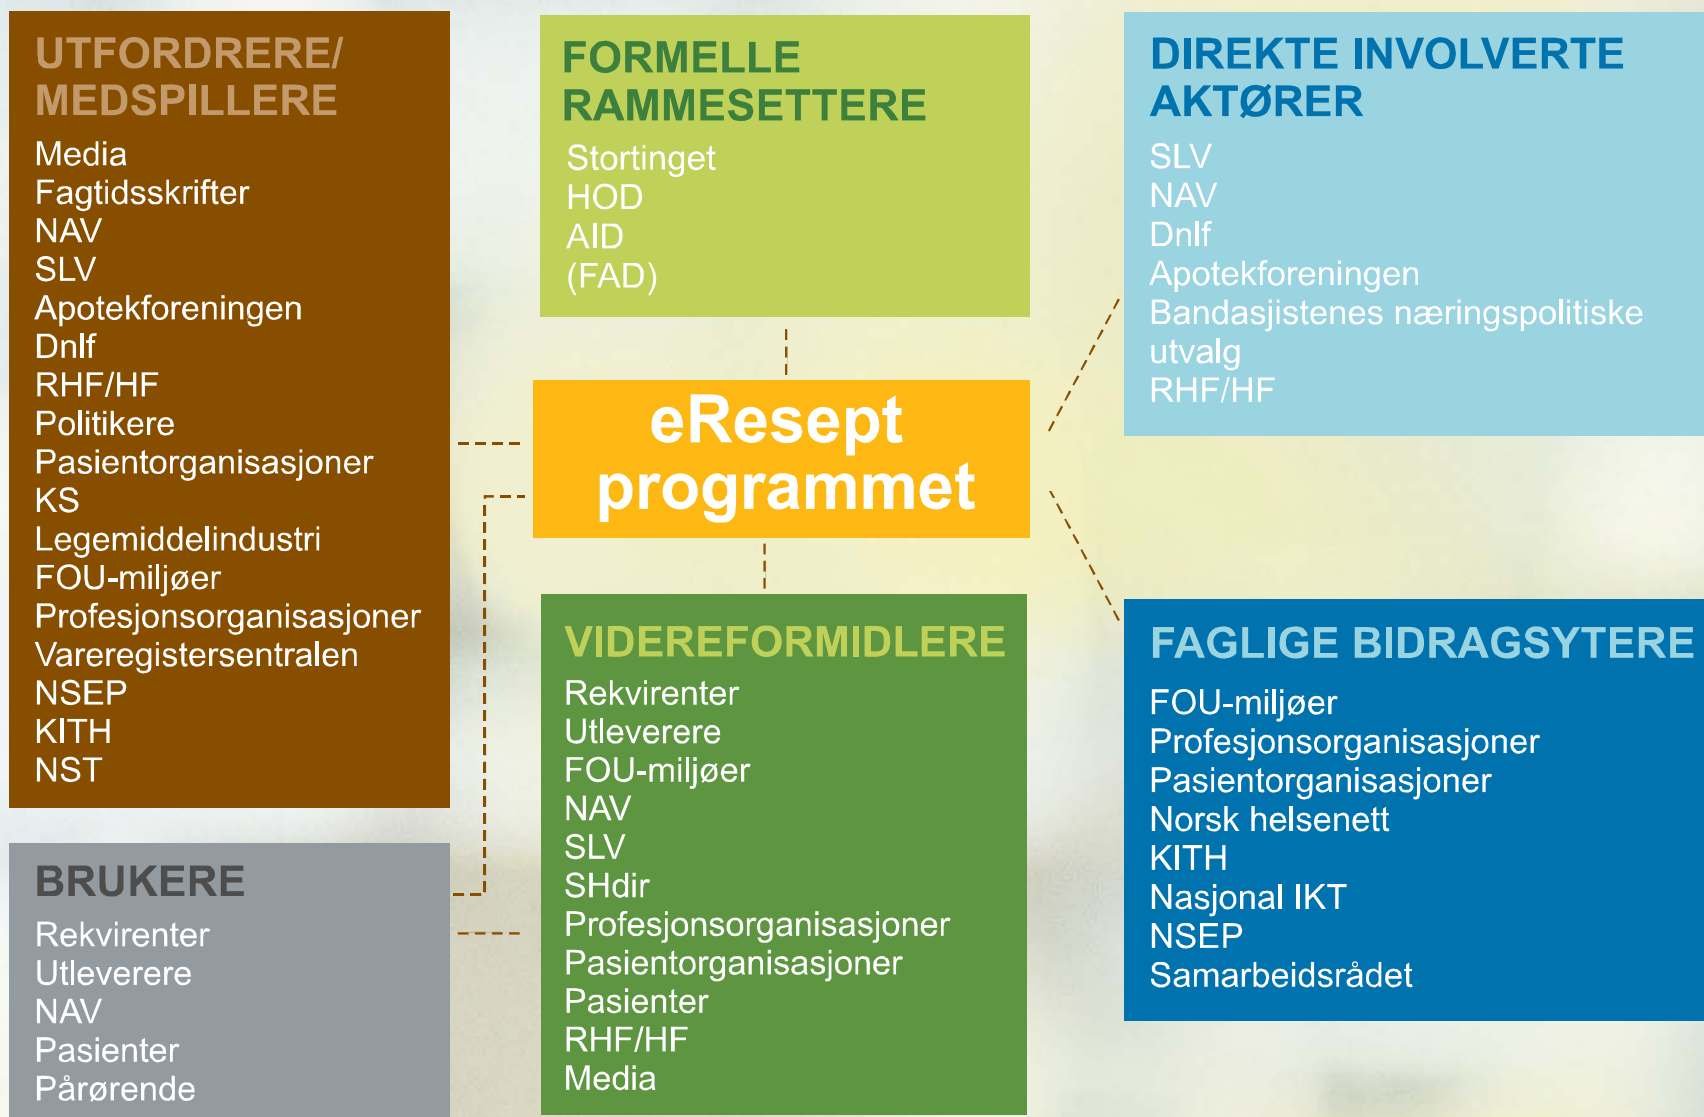 UTFORDRERE/
MEDSPILLERE
Media
Fagtidsskrifter
NAV
SLV
Apotekforeningen
Dnlf
RHF/HF
Politikere
Pasientorganisasjoner
KS
Legemiddelindustri
FOU-miljøer
Profesjonsorganisasjoner
Vareregistersentralen
NSEP
KITH
NST
BRUKERE
Rekvirenter
Utleverere
NAV
Pasienter
Pårørende
FORMELLE
RAMMESETTERE
Stortinget
HOD
AID
(FAD)
eResept
programmet
VIDEREFORMIDLERE
Rekvirenter
Utleverere
FOU-miljøer
NAV
SLV
SHdir
Profesjonsorganisasjoner
Pasientorganisasjoner
Pasienter
RHF/HF
Media
DIREKTE INVOLVERTE
AKTØRER
SLV
NAV
Dnlf
Apotekforeningen
Bandasjistenes næringspolitiske
utvalg
RHF/HF
FAGLIGE BIDRAGSYTERE
FOU-miljøer
Profesjonsorganisasjoner
Pasientorganisasjoner
Norsk helsenett
KITH
Nasjonal IKT
NSEP
Samarbeidsrådet